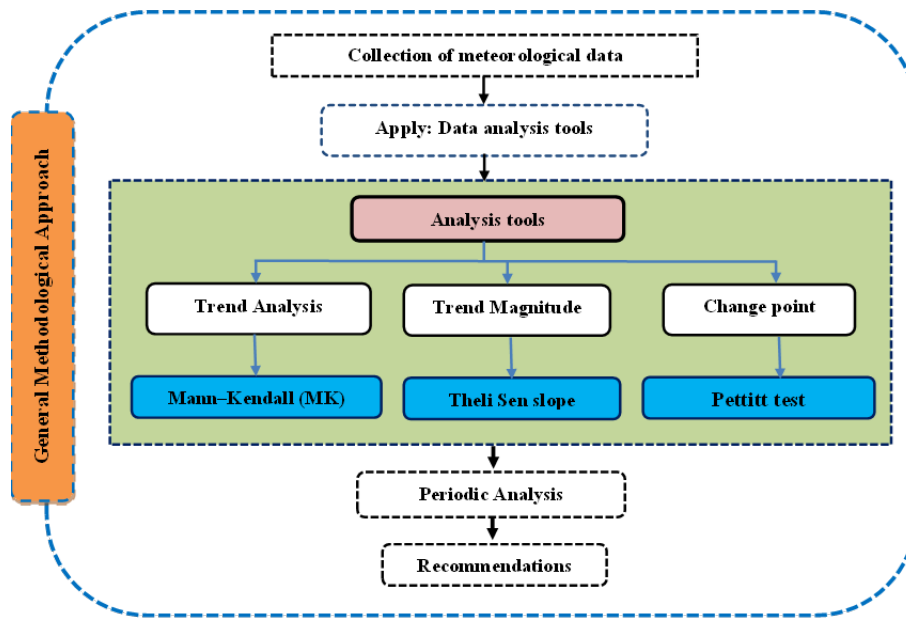 General Methodological Approach
Collection of meteorological data
Apply: Data analysis tools
Analysis tools
Trend Analysis
Trend Magnitude
Change point
Mann–Kendall (MK)
Theli Sen slope
Pettitt test
Periodic Analysis
Recommendations